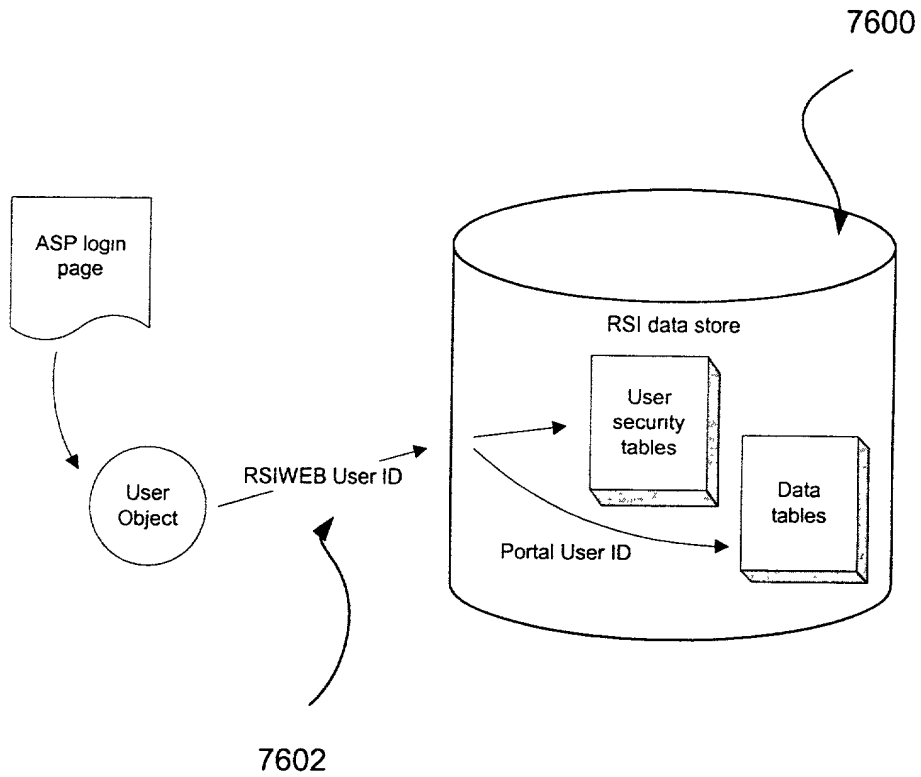 7600
ASP login
page
RSI data store
User
security
tables
RSIWEB User ID
User
Object
Data
tables
Portal User ID
7602